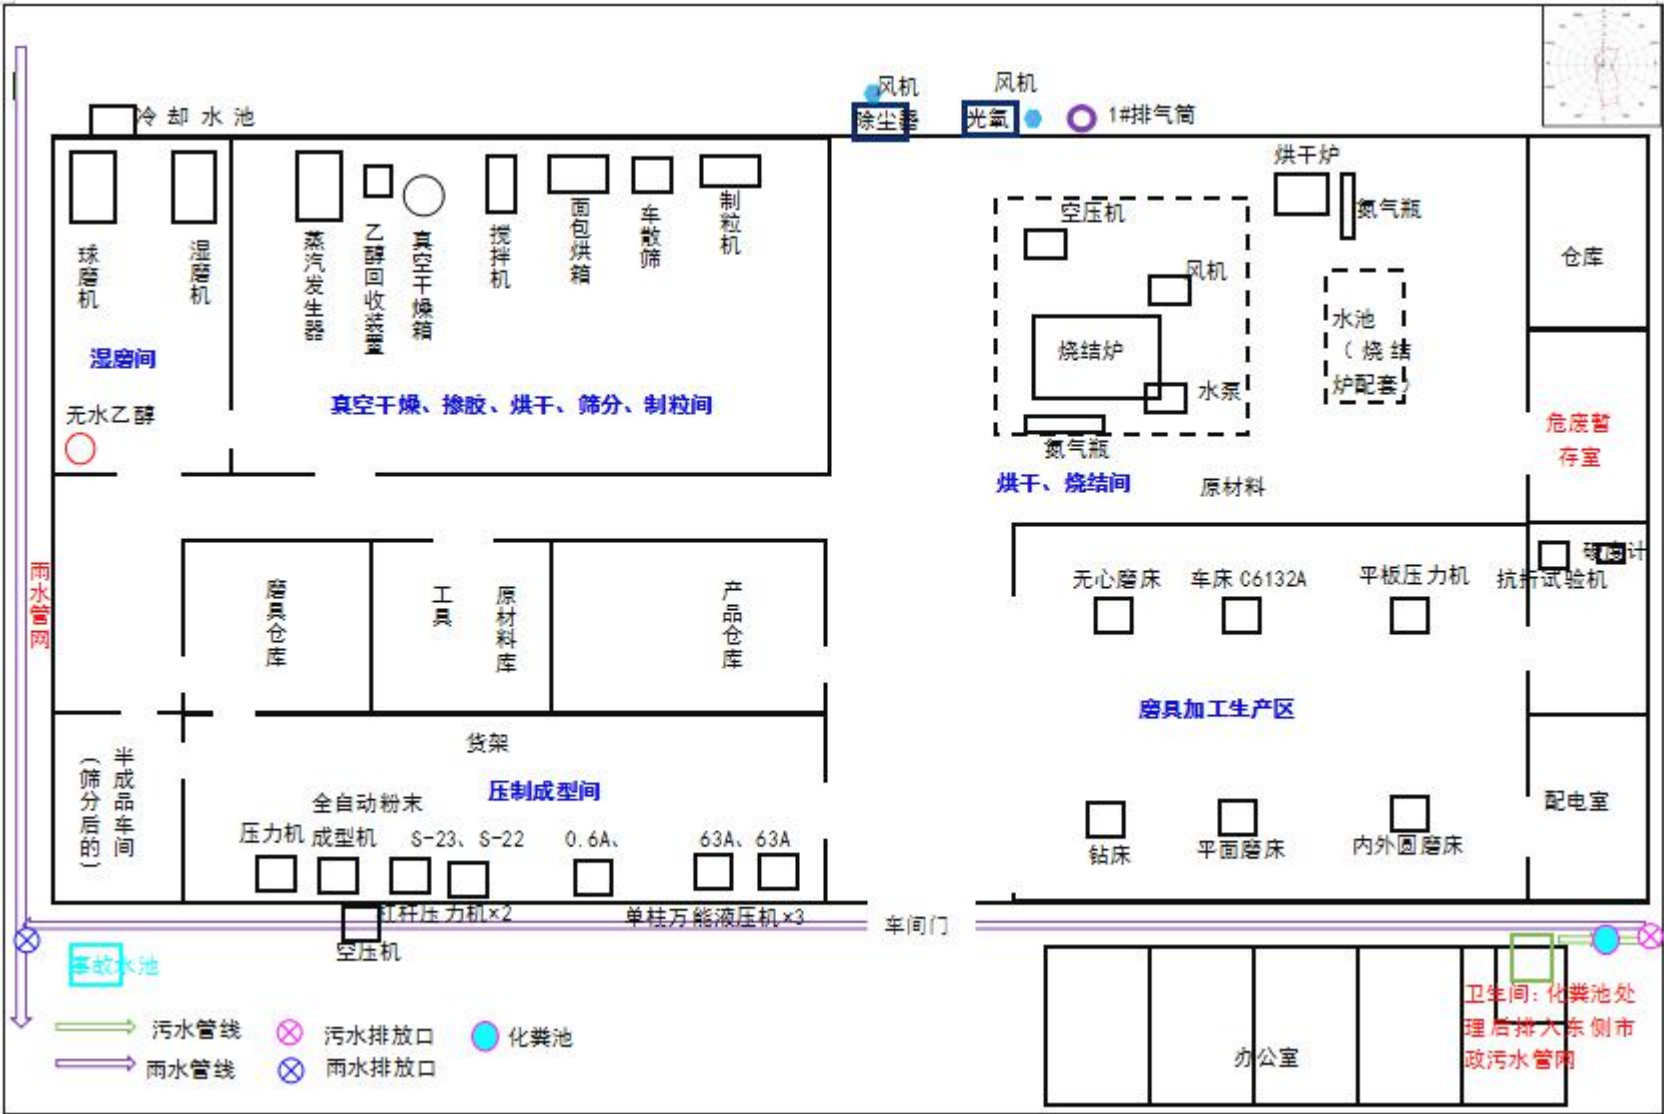 风机
风机
冷却水池
除尘器
光氧
1#排气筒
烘干炉
空压机
氮气瓶
球磨机
湿磨机
蒸汽发生器
乙醇回收装置
真空干燥箱
搅拌机
面包烘箱
车散筛
制粒机
风机
仓库
水池
（烧结
炉配套）
烧结炉
水泵
湿磨间
真空干燥、掺胶、烘干、筛分、制粒间
无水乙醇
氮气瓶
危废暂
存室
烘干、烧结间
原材料
雨水管网
磨具仓库
工具
原材料库
产品仓库
无心磨床
车床C6132A
平板压力机
抗折试验机
硬度计
磨具加工生产区
货架
半成品车间
（筛分后的）
压制成型间
全自动粉末
成型机
压力机
S-23、S-22
0.6A、
63A、63A
配电室
钻床
平面磨床
内外圆磨床
杠杆压力机×2
单柱万能液压机×3
车间门
空压机
事故水池
卫生间：化粪池处
理后排入东侧市
政污水管网
污水管线
污水排放口
化粪池
雨水管线
雨水排放口
办公室